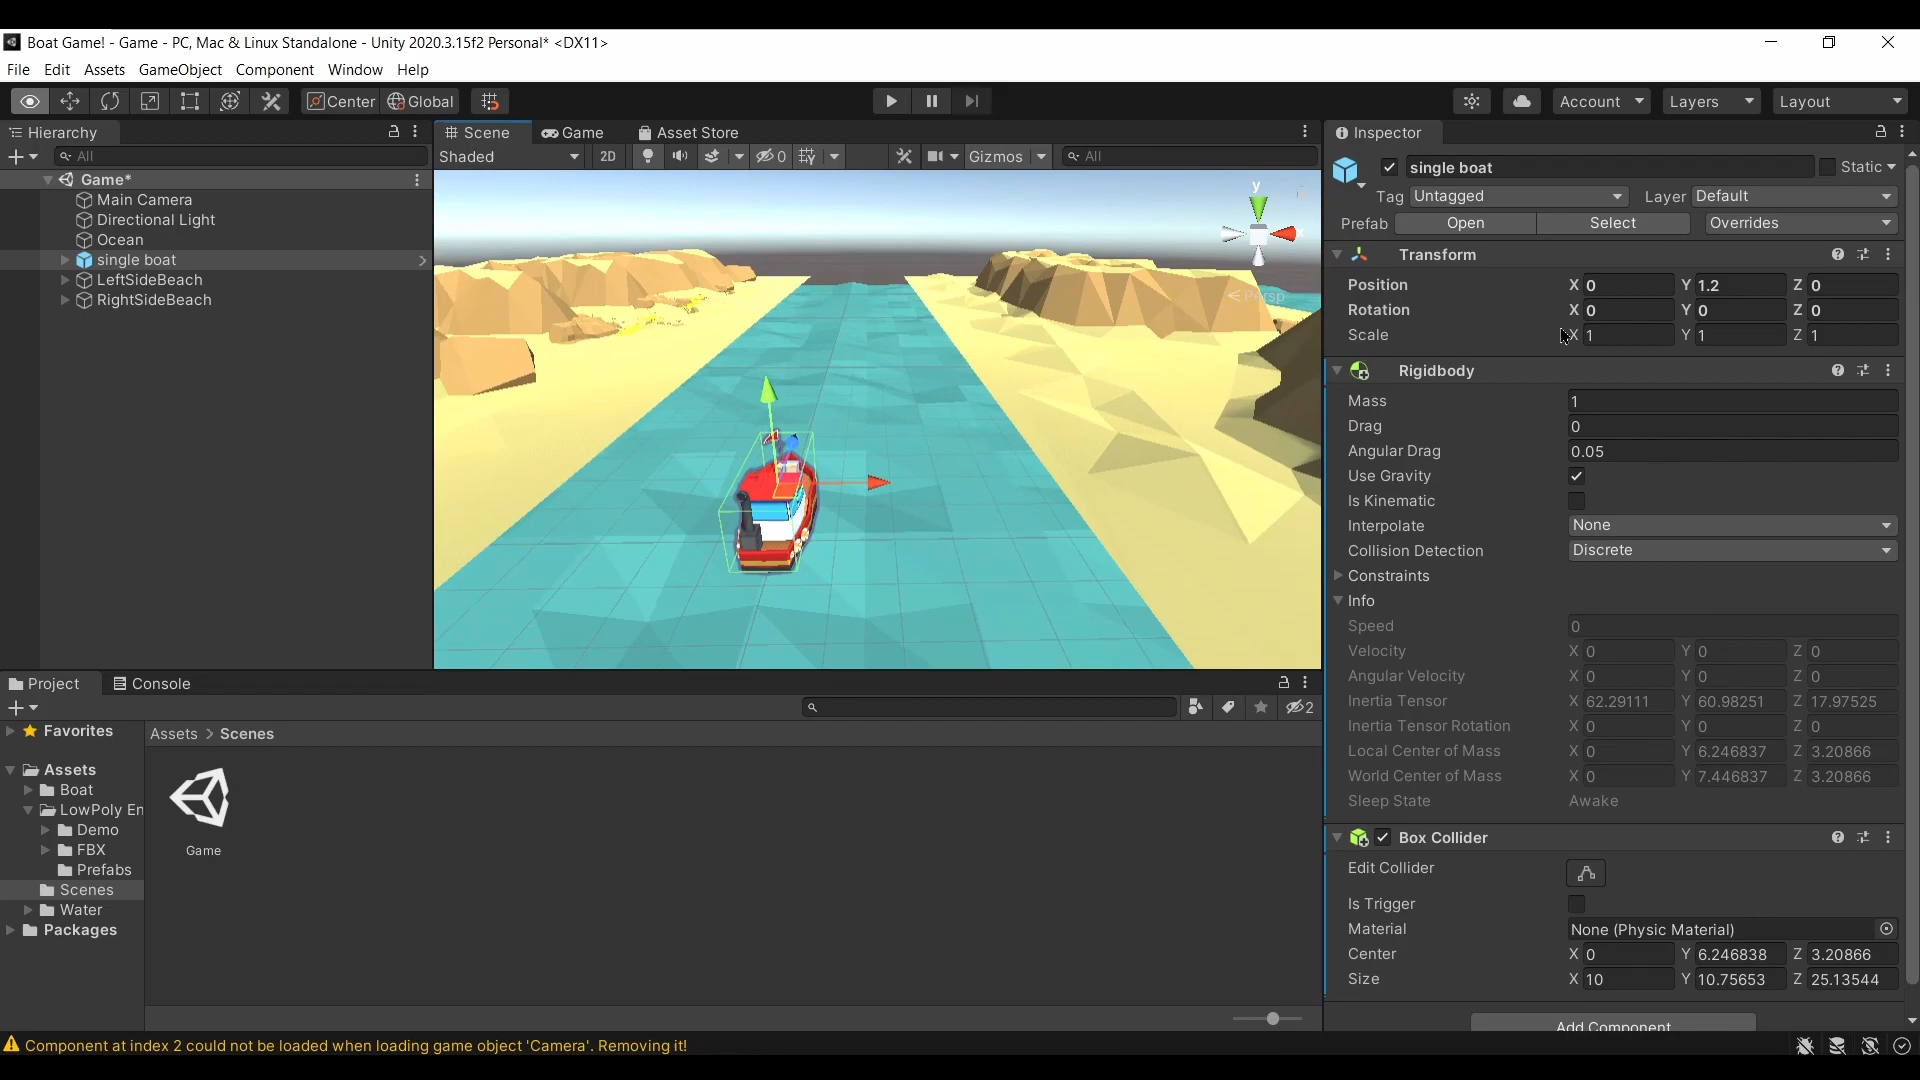 Boat Game! - Game - PC, Mac & Linux Standalone - Unity 2020.3.15f2 Personal* <DX11>
File Edit Assets GameObject Component Window Help
Center Global Account Layers Layout
Hierarchy
All
Game*
Main Camera
Directional Light
Ocean
single boat
LeftSideBeach
RightSideBeach
Scene Game Asset Store
Shaded 2D 0 Gizmos All
y
Persp
Inspector
single boat Static
Tag Untagged Layer Default
Prefab Open Select Overrides
Transform
Position X 0 Y 1.2 Z 0
Rotation X 0 Y 0 Z 0
Scale X 1 Y 1 Z 1
Rigidbody
Mass 1
Drag 0
Angular Drag 0.05
Use Gravity
Is Kinematic
Interpolate None
Collision Detection Discrete
Constraints
Info
Speed 0
Velocity X 0 Y 0 Z 0
Angular Velocity X 0 Y 0 Z 0
Inertia Tensor X 62.29111 Y 60.98251 Z 17.97525
Inertia Tensor Rotation X 0 Y 0 Z 0
Local Center of Mass X 0 Y 6.246837 Z 3.20866
World Center of Mass X 0 Y 7.446837 Z 3.20866
Sleep State Awake
Box Collider
Edit Collider
Is Trigger
Material None (Physic Material)
Center X 0 Y 6.246838 Z 3.20866
Size X 10 Y 10.75653 Z 25.13544
Add Component
Project Console
2
Favorites
Assets
Boat
LowPoly En
Demo
FBX
Prefabs
Scenes
Water
Packages
Assets > Scenes
Game
Component at index 2 could not be loaded when loading game object 'Camera'. Removing it!